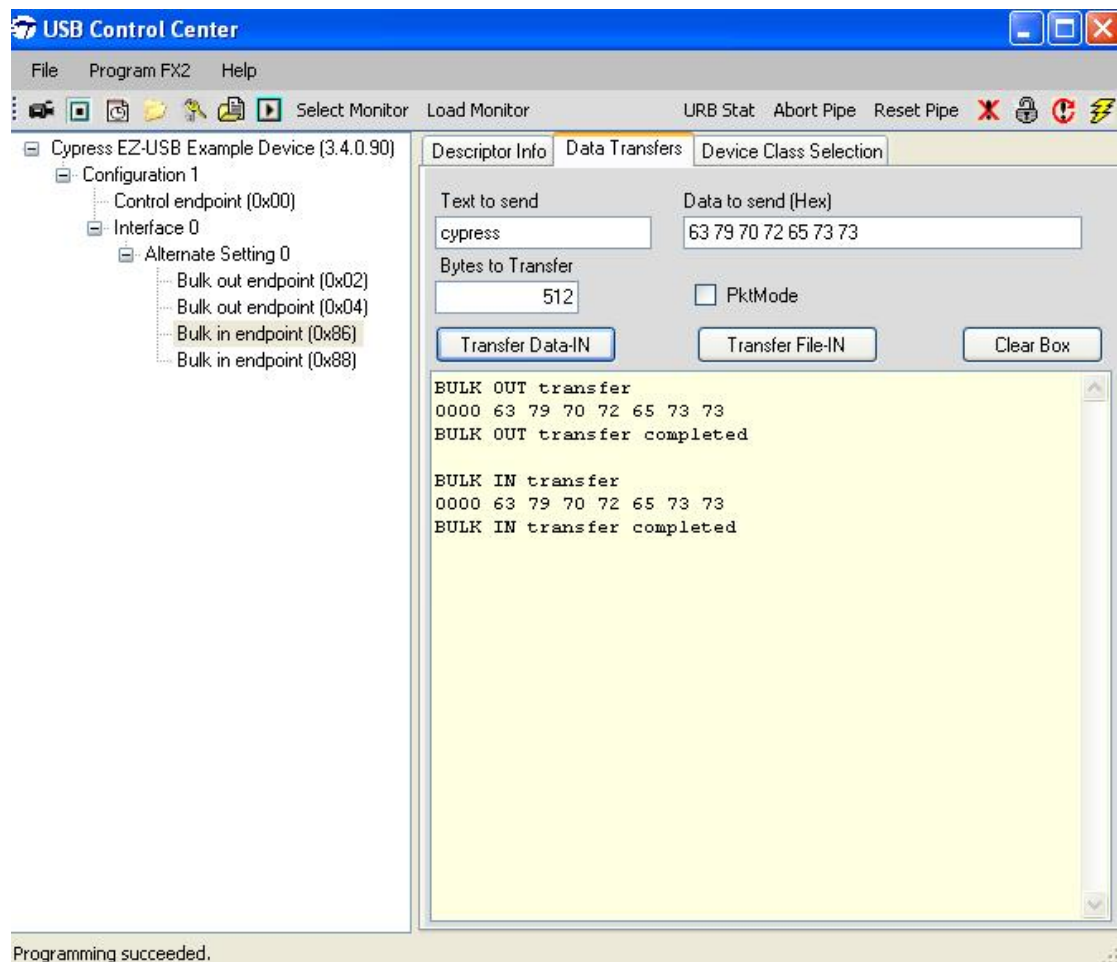 USB Control Center
File Program FX2 Help
Select Monitor Load Monitor URB Stat Abort Pipe Reset Pipe
Cypress EZ-USB Example Device (3.4.0.90)
Configuration 1
Control endpoint (0x00)
Interface 0
Alternate Setting 0
Bulk out endpoint (0x02)
Bulk out endpoint (0x04)
Bulk in endpoint (0x86)
Bulk in endpoint (0x88)
Descriptor Info Data Transfers Device Class Selection
Text to send Data to send (Hex)
cypress 63 79 70 72 65 73 73
Bytes to Transfer
512 PktMode
Transfer Data-IN Transfer File-IN Clear Box
BULK OUT transfer
0000 63 79 70 72 65 73 73
BULK OUT transfer completed
BULK IN transfer
0000 63 79 70 72 65 73 73
BULK IN transfer completed
Programming succeeded.